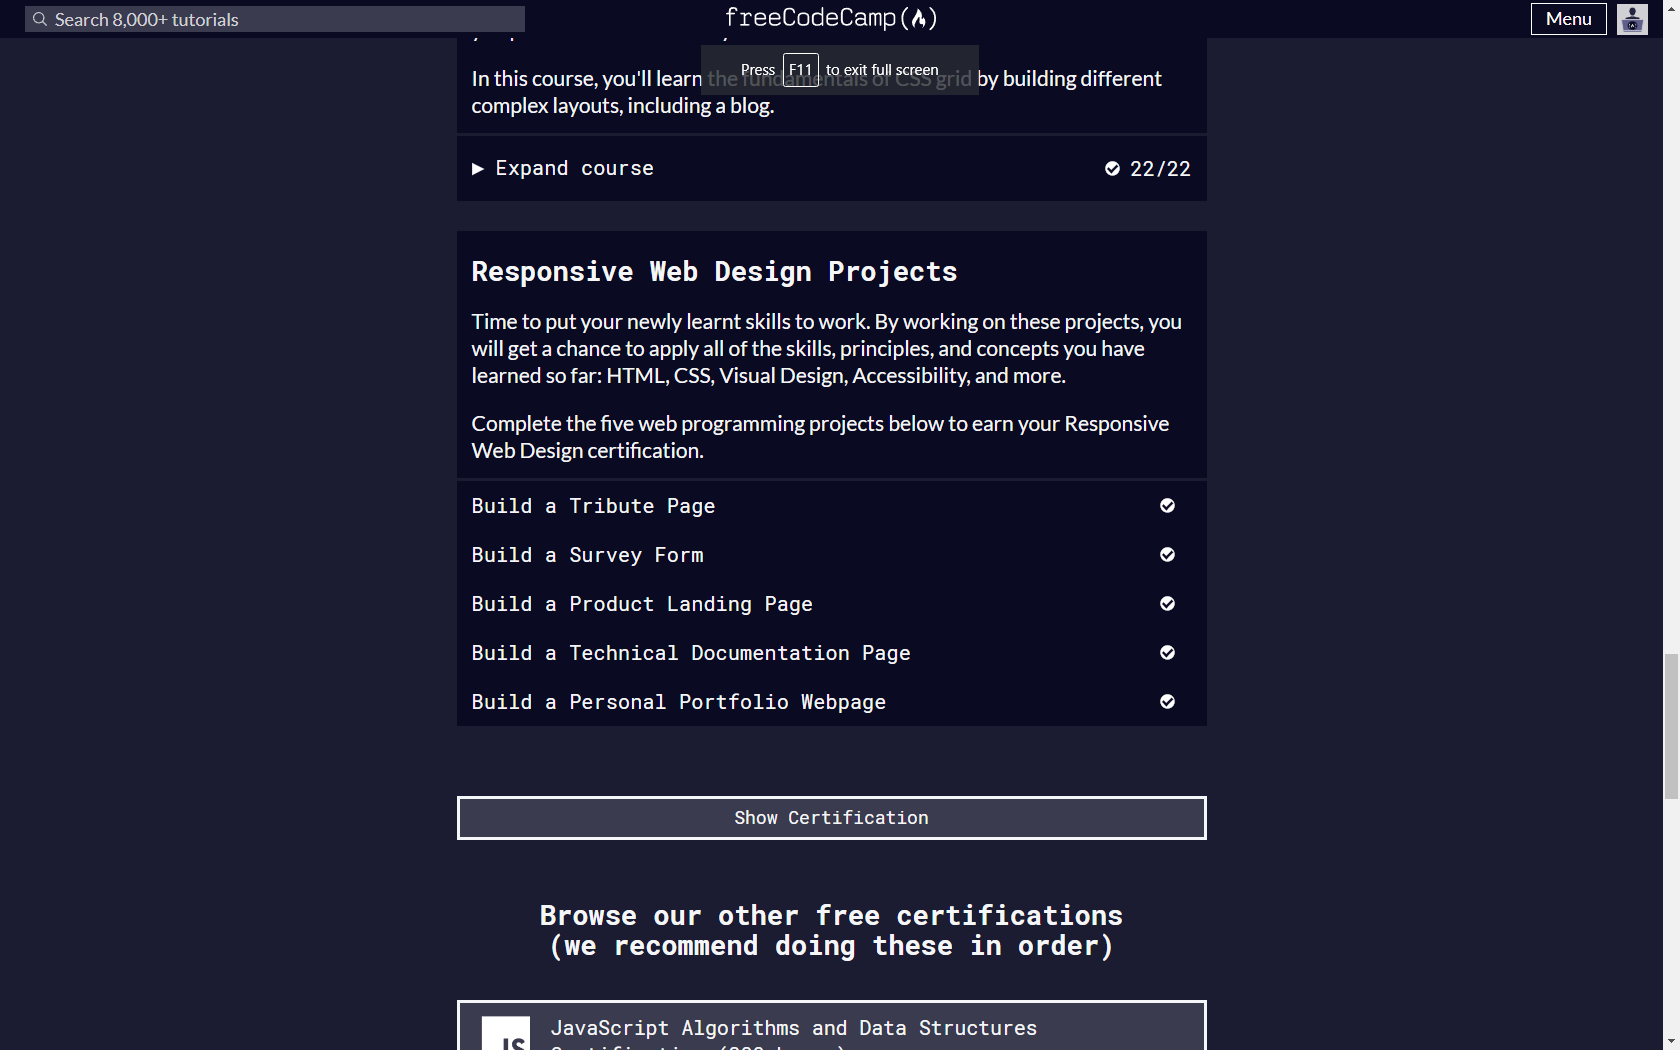 Search 8,000+ tutorials
freeCodeCamp(🔥)
Menu
Press F11 to exit full screen
In this course, you'll learn the fundamentals of CSS grid by building different
complex layouts, including a blog.
▶ Expand course
22/22
Responsive Web Design Projects
Time to put your newly learnt skills to work. By working on these projects, you
will get a chance to apply all of the skills, principles, and concepts you have
learned so far: HTML, CSS, Visual Design, Accessibility, and more.
Complete the five web programming projects below to earn your Responsive
Web Design certification.
Build a Tribute Page
Build a Survey Form
Build a Product Landing Page
Build a Technical Documentation Page
Build a Personal Portfolio Webpage
Show Certification
Browse our other free certifications
(we recommend doing these in order)
JS
JavaScript Algorithms and Data Structures